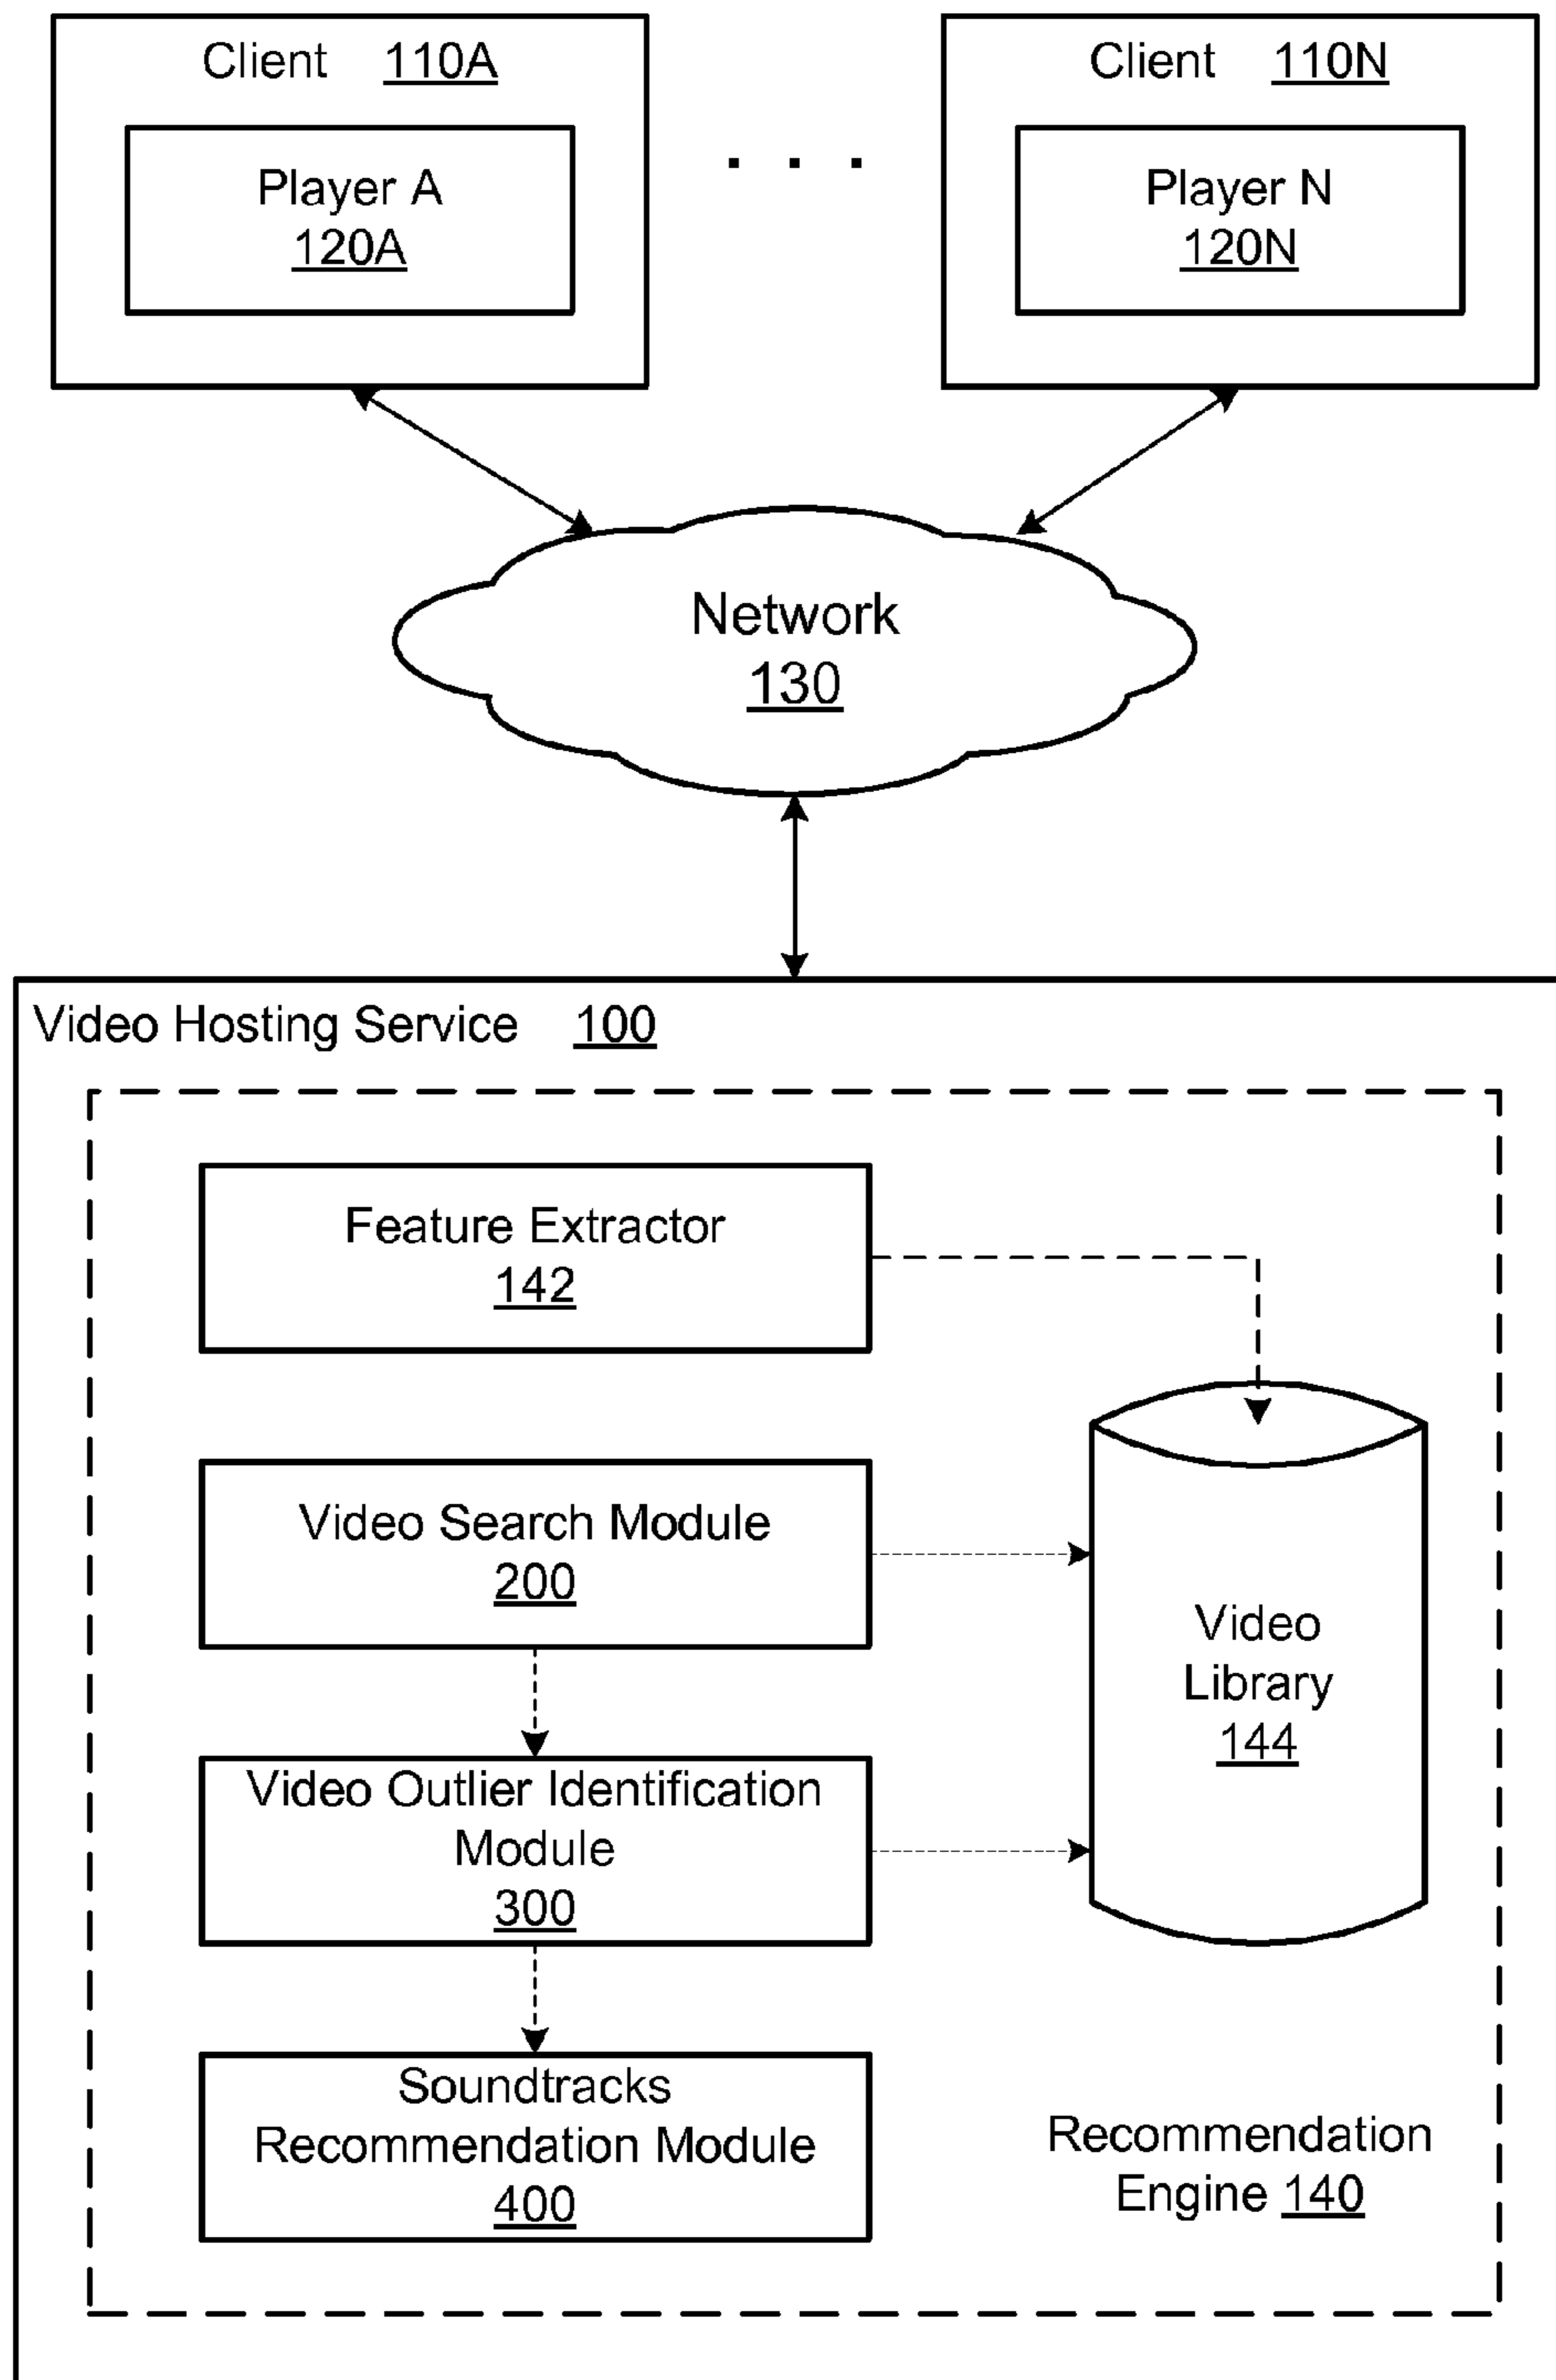 Client 110A
Player A
120A
Client 110N
Player N
120N
. . .
Network
130
Video Hosting Service 100
Feature Extractor
142
Video Search Module
200
Video Outlier Identification
Module
300
Soundtracks
Recommendation Module
400
Video
Library
144
Recommendation
Engine 140